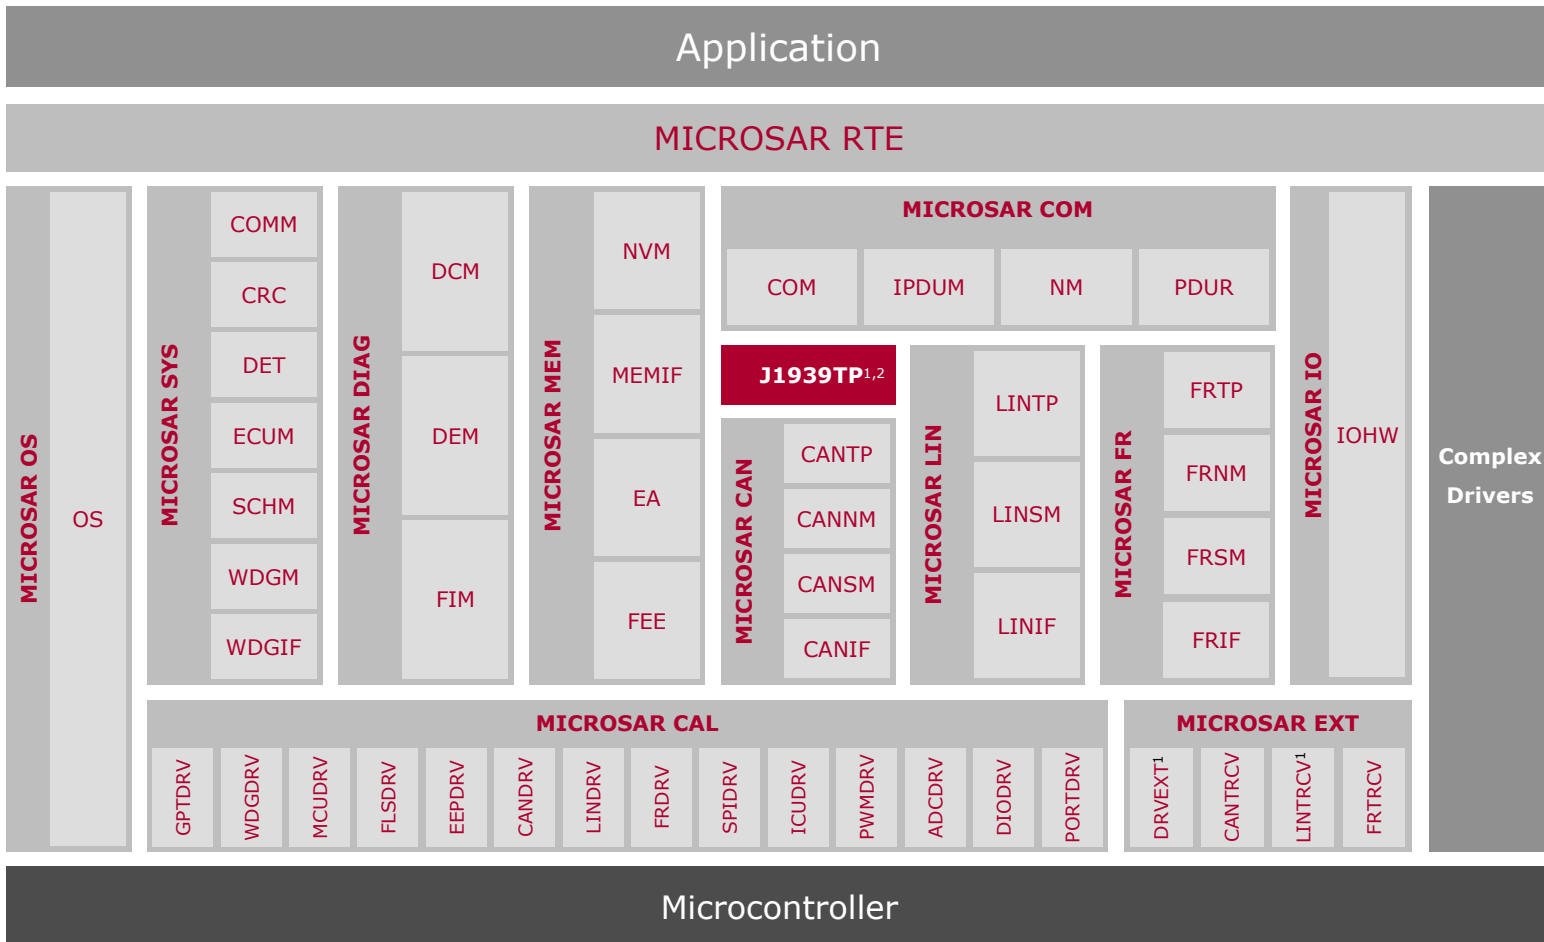 Application
MICROSAR RTE
MICROSAR OS
OS
MICROSAR SYS
COMM
CRC
DET
ECUM
SCHM
WDGM
WDGIF
MICROSAR DIAG
DCM
DEM
FIM
MICROSAR MEM
NVM
MEMIF
EA
FEE
MICROSAR COM
COM
IPDUM
NM
PDUR
J1939TP1,2
MICROSAR CAN
CANTP
CANNM
CANSM
CANIF
MICROSAR LIN
LINTP
LINSM
LINIF
MICROSAR FR
FRTP
FRNM
FRSM
FRIF
MICROSAR IO
IOHW
Complex
Drivers
MICROSAR CAL
GPTDRV
WDGDRV
MCUDRV
FLSDRV
EEPDRV
CANDRV
LINDRV
FRDRV
SPIDRV
ICUDRV
PWMDRV
ADCDRV
DIODRV
PORTDRV
MICROSAR EXT
DRVEXT1
CANTRCV
LINTRCV1
FRTRCV
Microcontroller